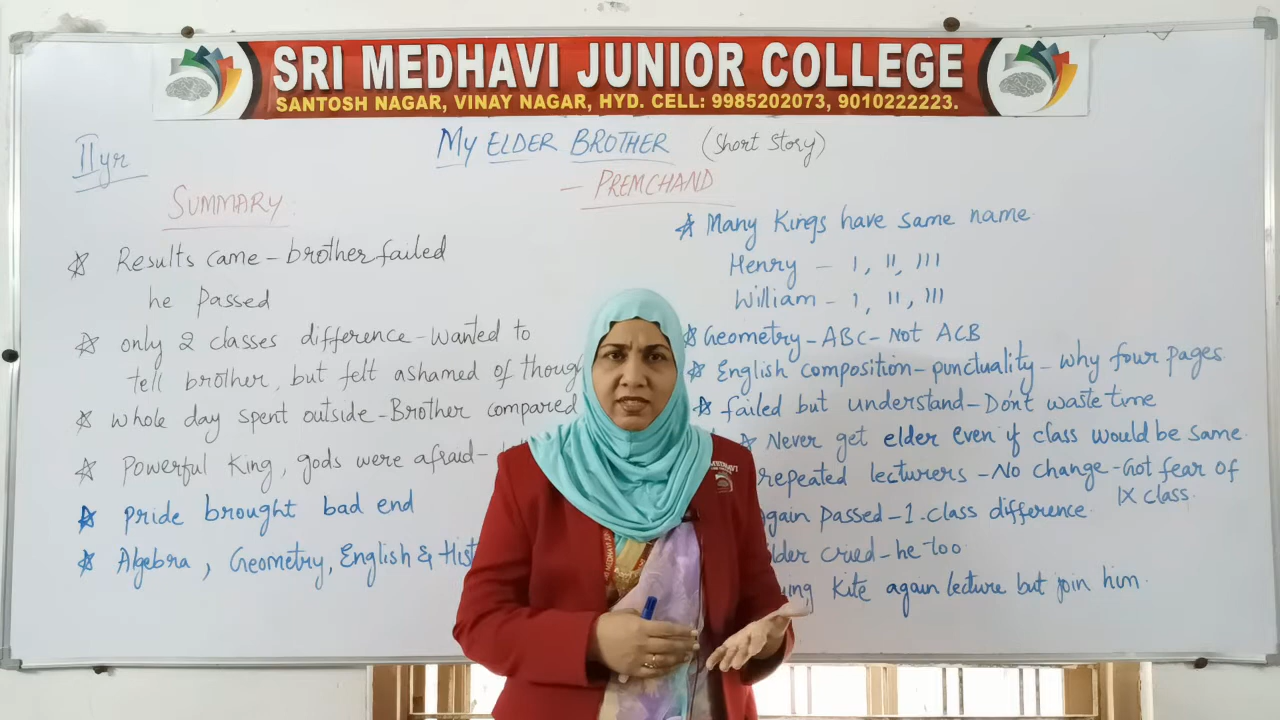 SRI MEDHAVI JUNIOR COLLEGE
SANTOSH NAGAR, VINAY NAGAR, HYD. CELL: 9985202073, 9010222223.
II yr
MY ELDER BROTHER (Short Story)
- PREMCHAND
SUMMARY:
Results came - brother failed
he Passed
only 2 classes difference - wanted to
tell brother, but felt ashamed of
whole day spent outside - Brother compared
Powerful King, gods were afraid -
pride brought bad end
Algebra, Geometry, English &
Many Kings have same name
Henry - I, II, III
William - I, II, III
Geometry - ABC - Not ACB
English composition - punctuality - why four pages
failed but understand - Don't waste time
Never get elder even if class would be same
repeated lecturers - No change - Got fear of
IX class.
again passed - 1 - class difference
cried - he too
Kite again lecture but join him
SRI MEDHAVI